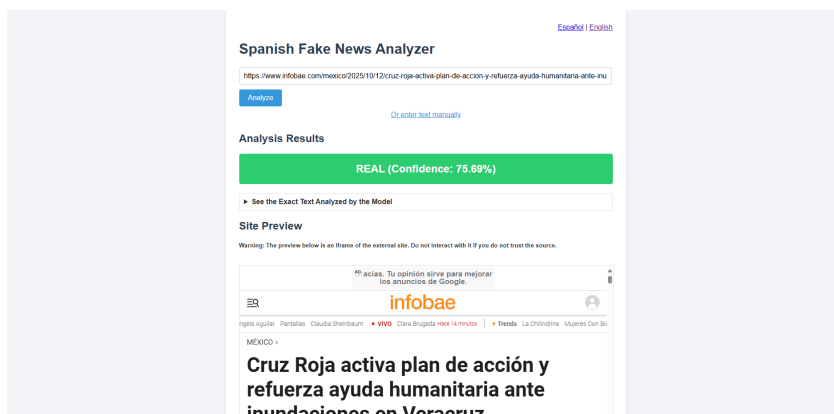 Español | English
Spanish Fake News Analyzer
https://www.infobae.com/mexico/2025/10/12/cruz-roja-activa-plan-de-accion-y-refuerza-ayuda-humanitaria-ante-inu
Analyze
Or enter text manually
Analysis Results
REAL (Confidence: 75.69%)
► See the Exact Text Analyzed by the Model
Site Preview
Warning: The preview below is an iframe of the external site. Do not interact with it if you do not trust the source.
acias. Tu opinión sirve para mejorar
los anuncios de Google.
infobae
ngela Aguilar Pantallas Claudia Sheinbaum • VIVO Clara Brugada Hace 14 minutos Trends La Chilindrina Mujeres Con Bi
MÉXICO >
Cruz Roja activa plan de acción y
refuerza ayuda humanitaria ante
inundaciones en Veracruz